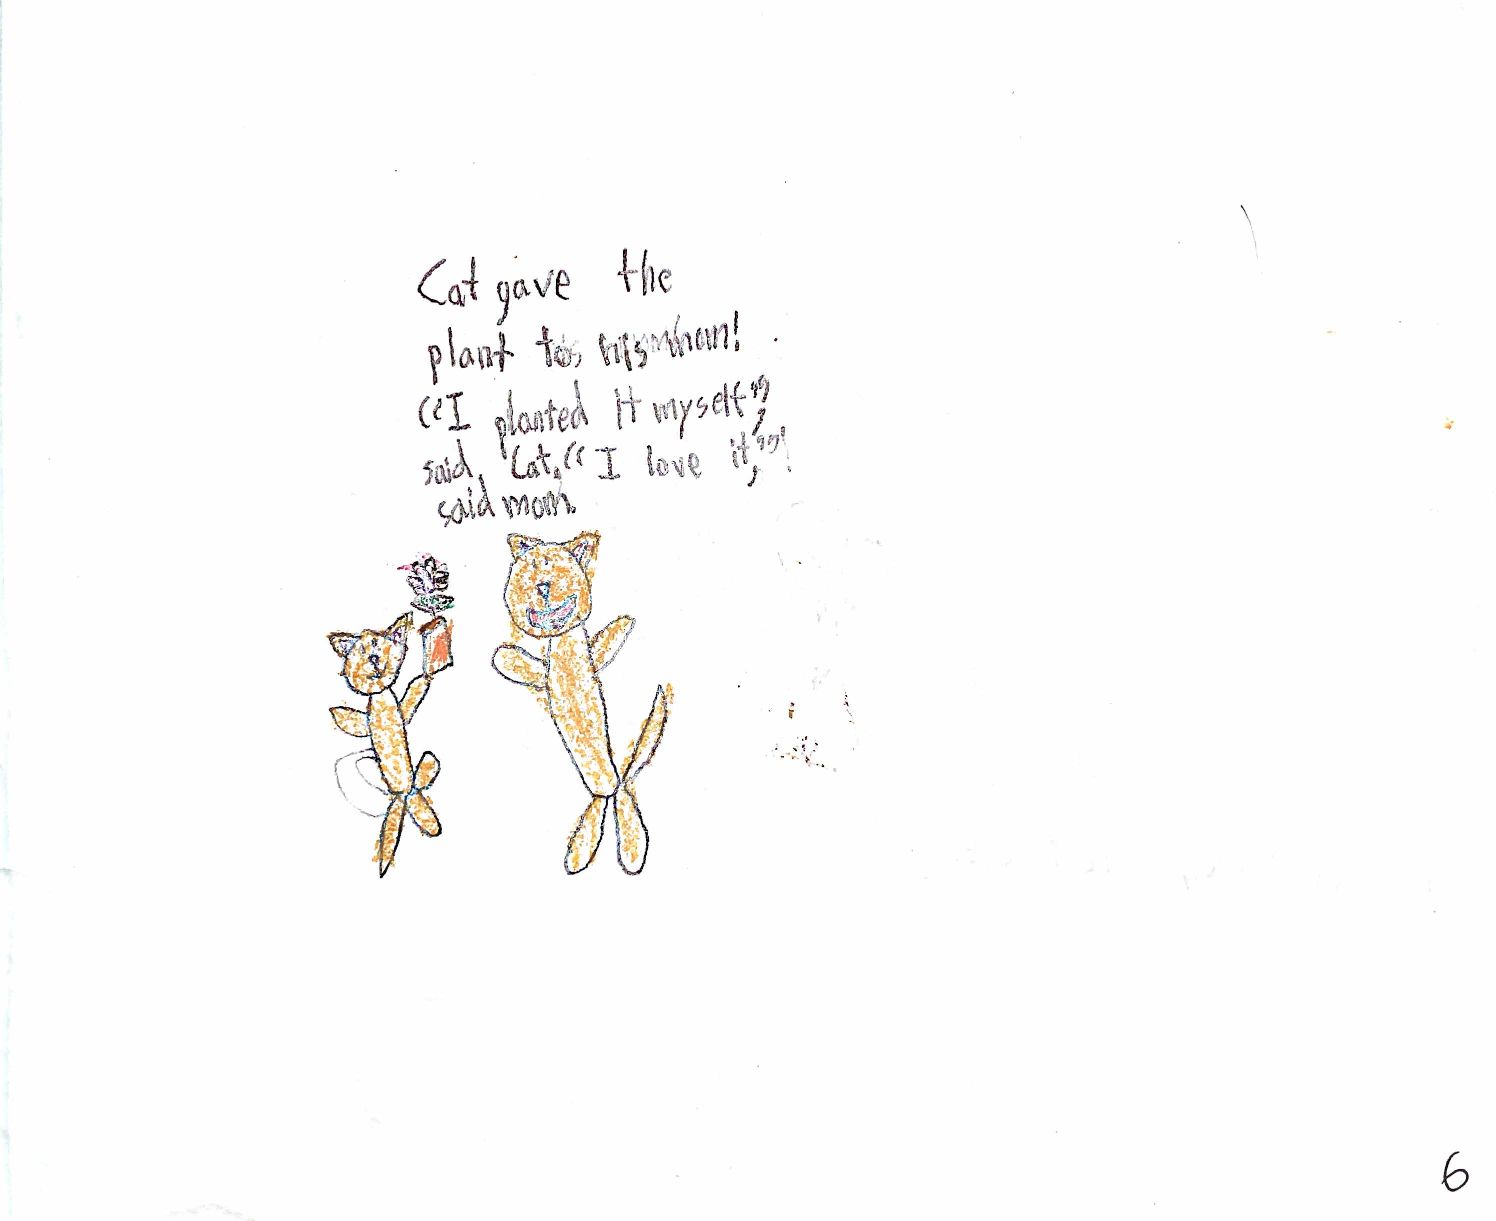 Cat gave the
plant to his mom!
“I planted It myself”,
said, Cat, “I love it,”!
said mom.
6